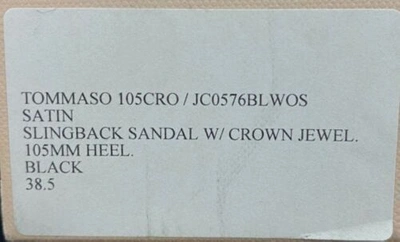 TOMMASO 105CRO / JC0576BLWOS
SATIN
SLINGBACK SANDAL W/ CROWN JEWEL.
105MM HEEL.
BLACK
38.5